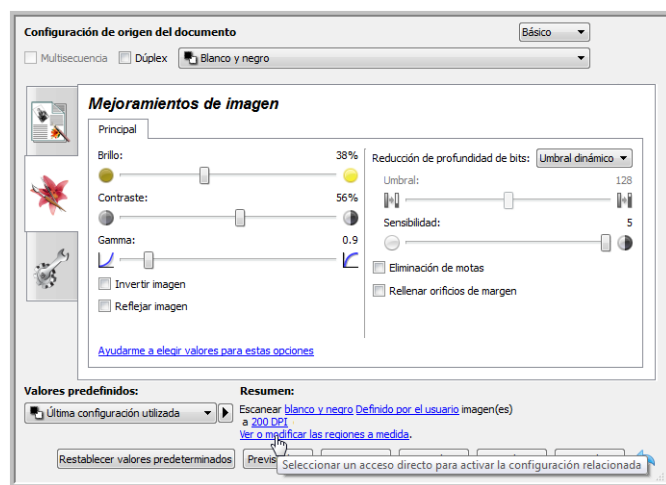 Configuración de origen del documento
Básico
Multisecuencia Dúplex Blanco y negro
Mejoramientos de imagen
Principal
Brillo: 38%
Contraste: 56%
Gamma: 0.9
Invertir imagen
Reflejar imagen
Ayudarme a elegir valores para estas opciones
Reducción de profundidad de bits: Umbral dinámico
Umbral: 128
Sensibilidad: 5
Eliminación de motas
Rellenar orificios de margen
Valores predefinidos:
Última configuración utilizada
Resumen:
Escanear blanco y negro Definido por el usuario imagen(es)
a 200 DPI
Ver o modificar las regiones a medida.
Restablecer valores predeterminados
Seleccionar un acceso directo para activar la configuración relacionada